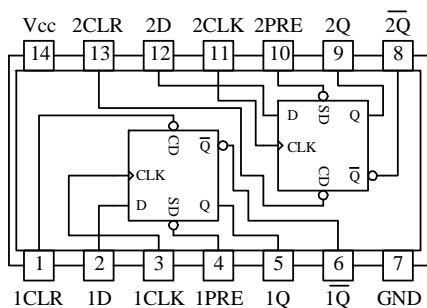 Vcc 2CLR 2D 2CLK 2PRE 2Q 2Q̅
14 13 12 11 10 9 8
SD
D Q
CLK
CD Q̅
CD Q̅
CLK
D SD Q
1 2 3 4 5 6 7
1CLR 1D 1CLK 1PRE 1Q 1Q̅ GND